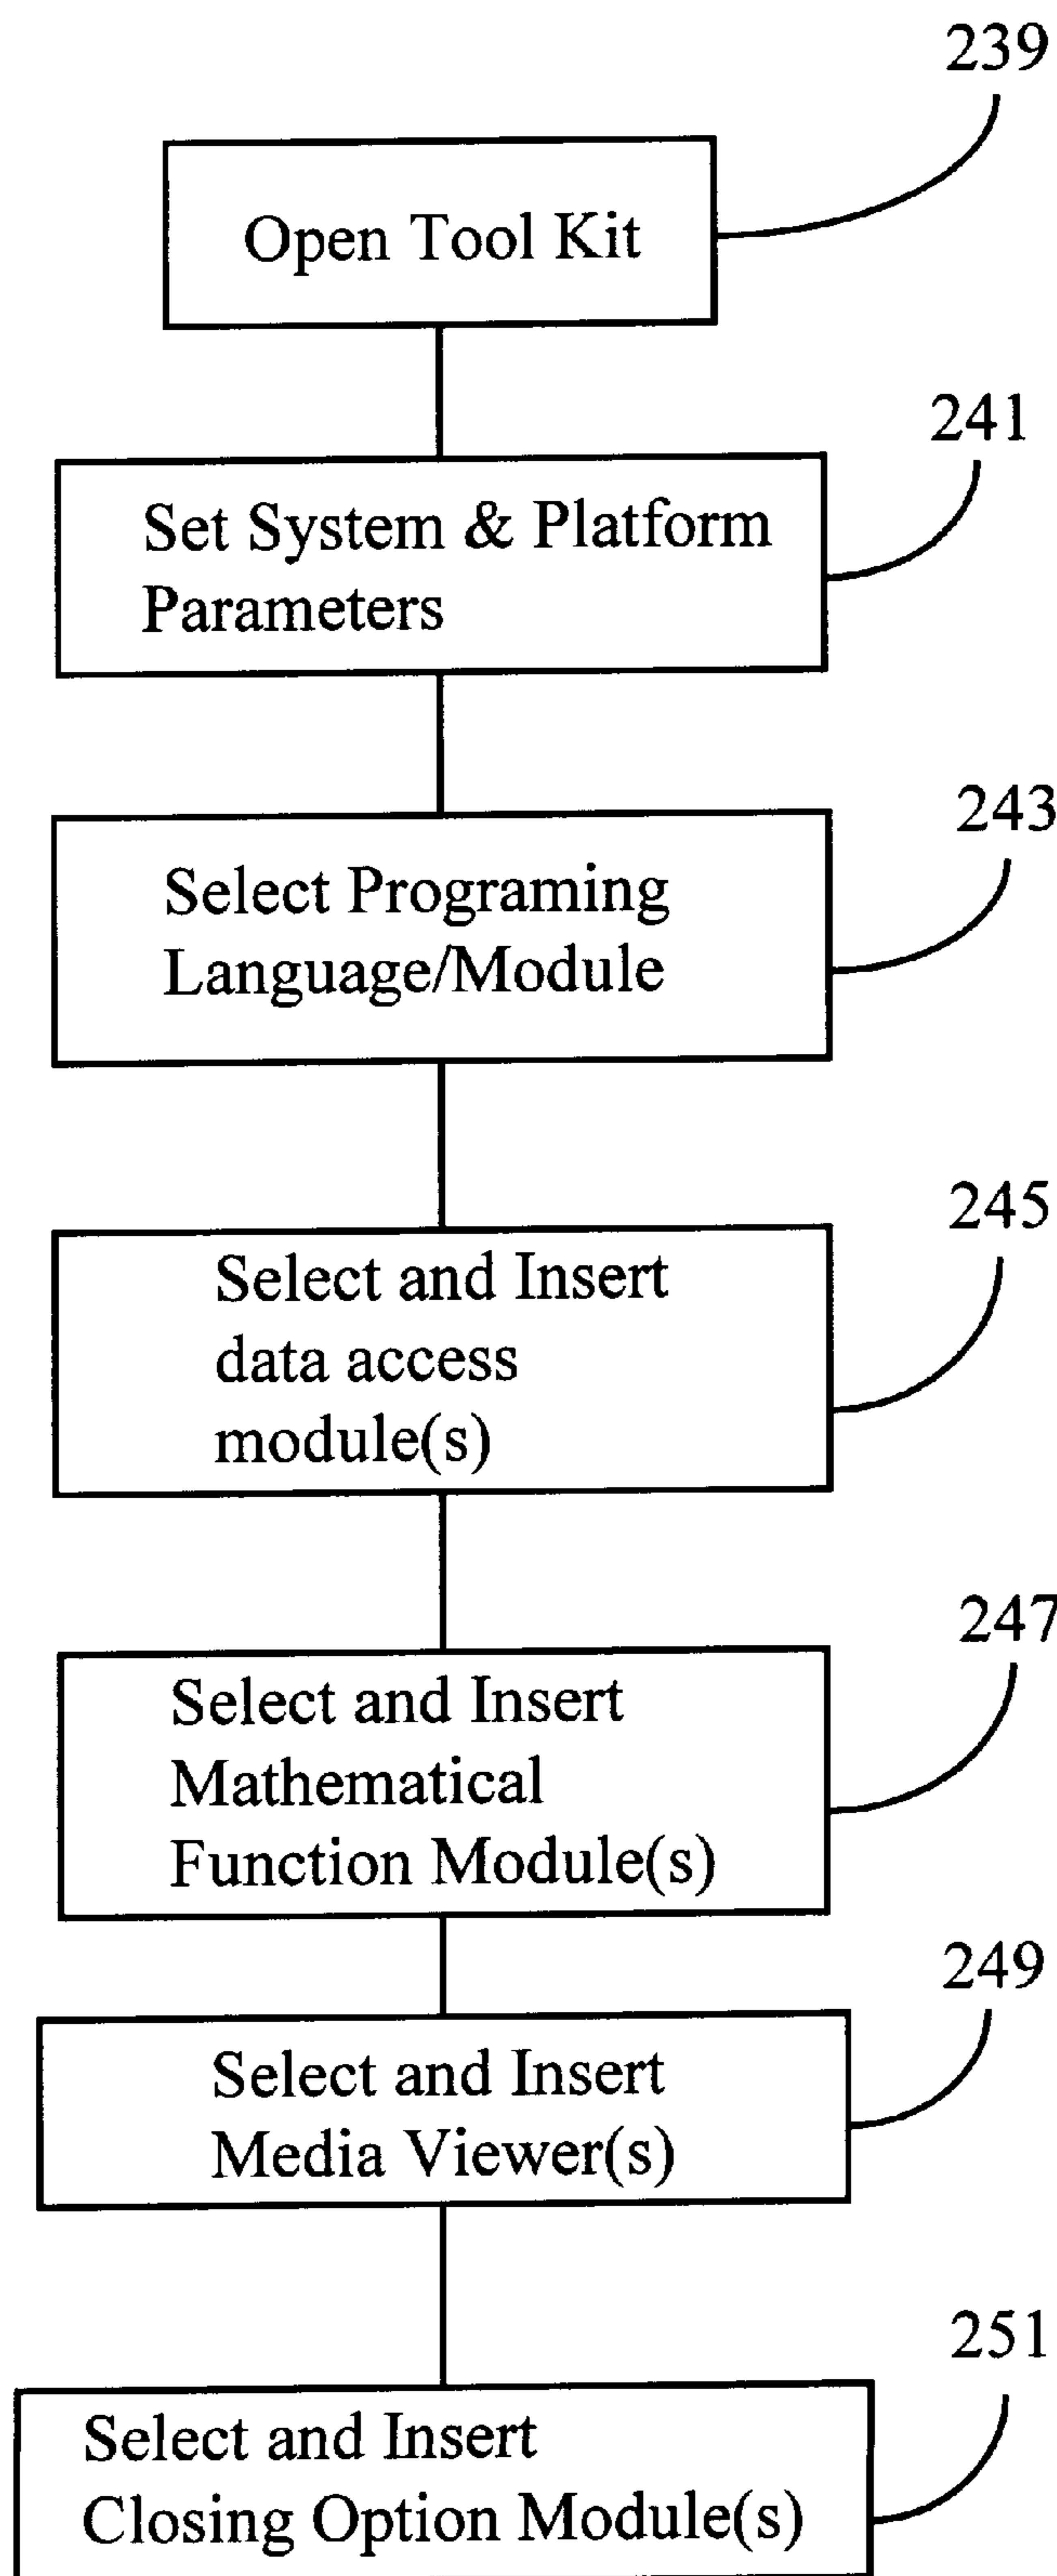 239
Open Tool Kit
241
Set System & Platform
Parameters
243
Select Programing
Language/Module
245
Select and Insert
data access
module(s)
247
Select and Insert
Mathematical
Function Module(s)
249
Select and Insert
Media Viewer(s)
251
Select and Insert
Closing Option Module(s)